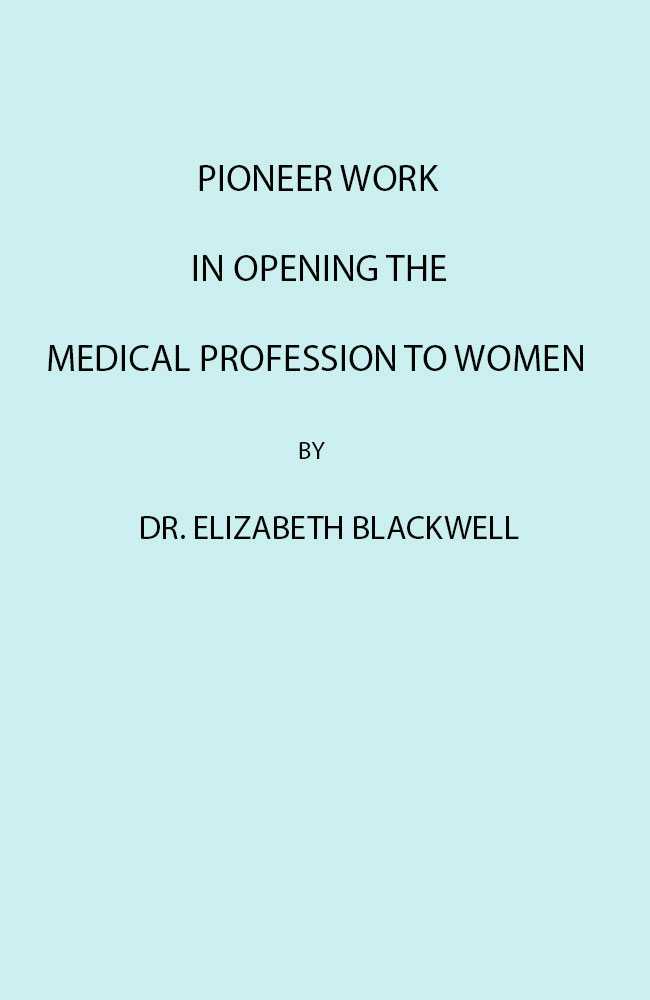 PIONEER WORK
IN OPENING THE
MEDICAL PROFESSION TO WOMEN
BY
DR. ELIZABETH BLACKWELL